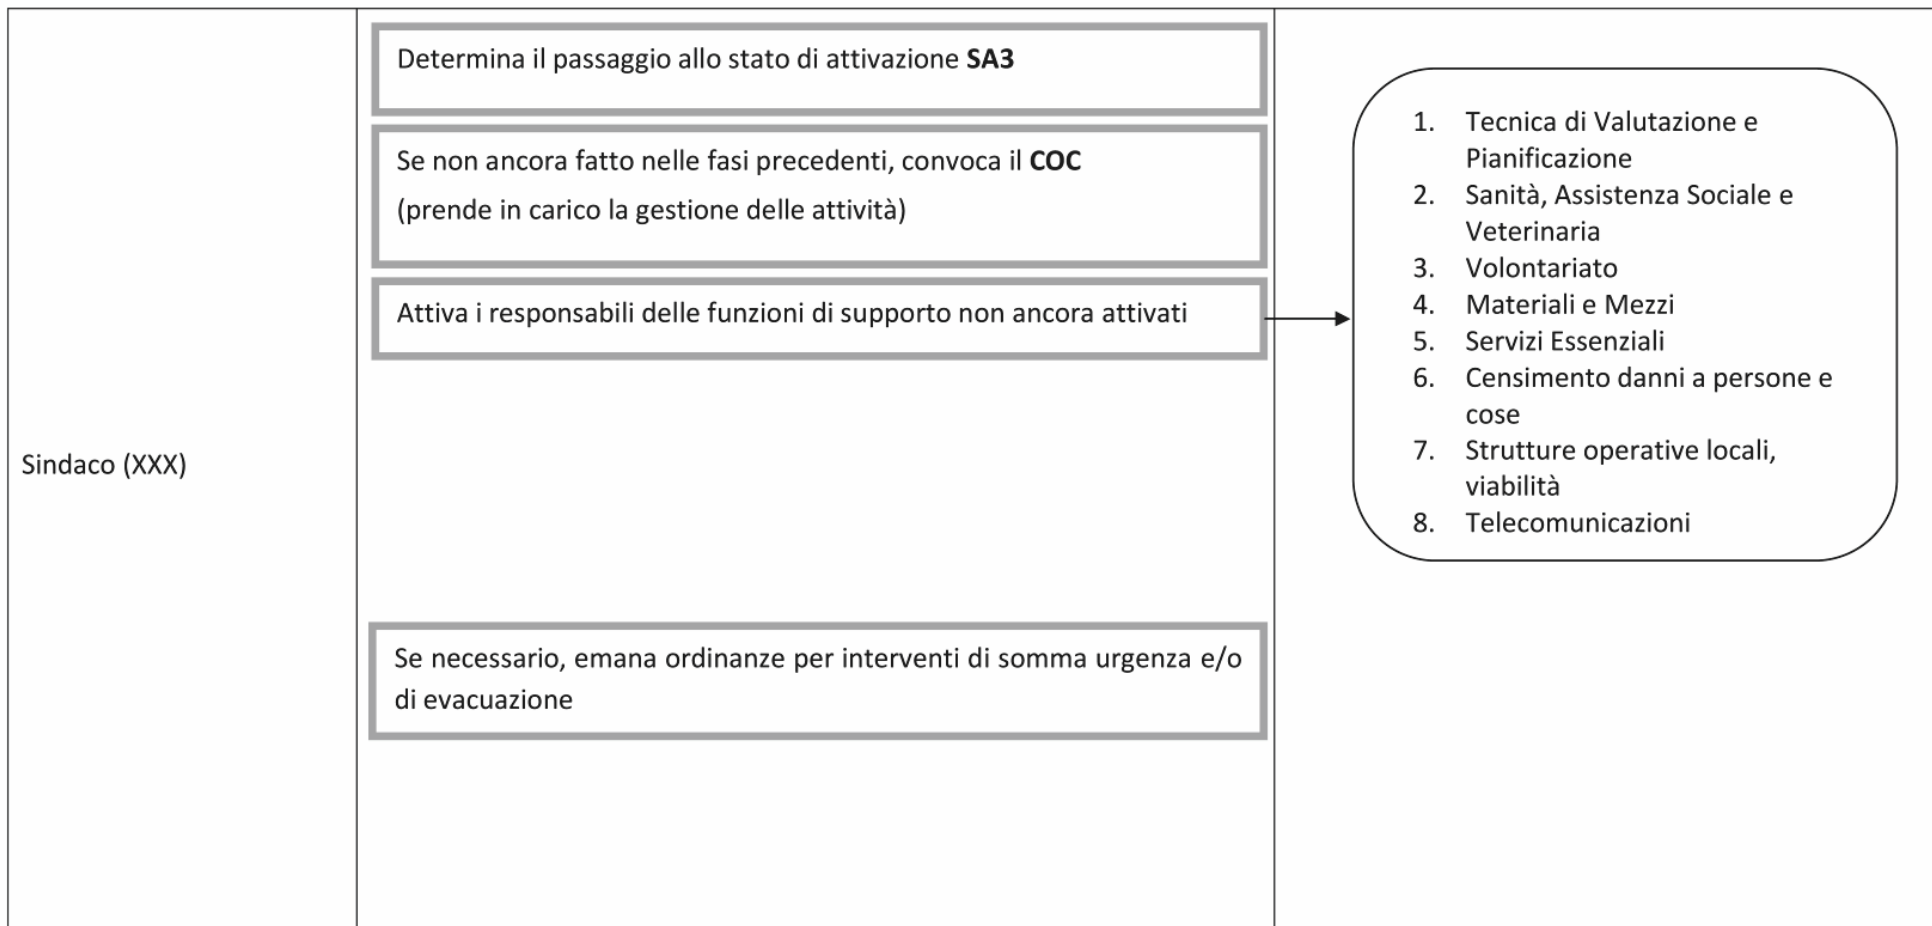 Sindaco (XXX)
Determina il passaggio allo stato di attivazione SA3
Se non ancora fatto nelle fasi precedenti, convoca il COC
(prende in carico la gestione delle attività)
Attiva i responsabili delle funzioni di supporto non ancora attivati
1. Tecnica di Valutazione e
Pianificazione
2. Sanità, Assistenza Sociale e
Veterinaria
3. Volontariato
4. Materiali e Mezzi
5. Servizi Essenziali
6. Censimento danni a persone e
cose
7. Strutture operative locali,
viabilità
8. Telecomunicazioni
Se necessario, emana ordinanze per interventi di somma urgenza e/o
di evacuazione